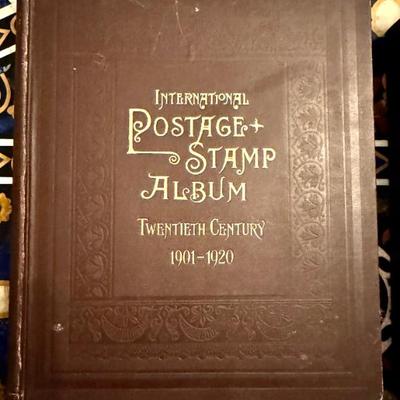 INTERNATIONAL
POSTAGE+
STAMP
ALBUM
TWENTIETH CENTURY
1901-1920